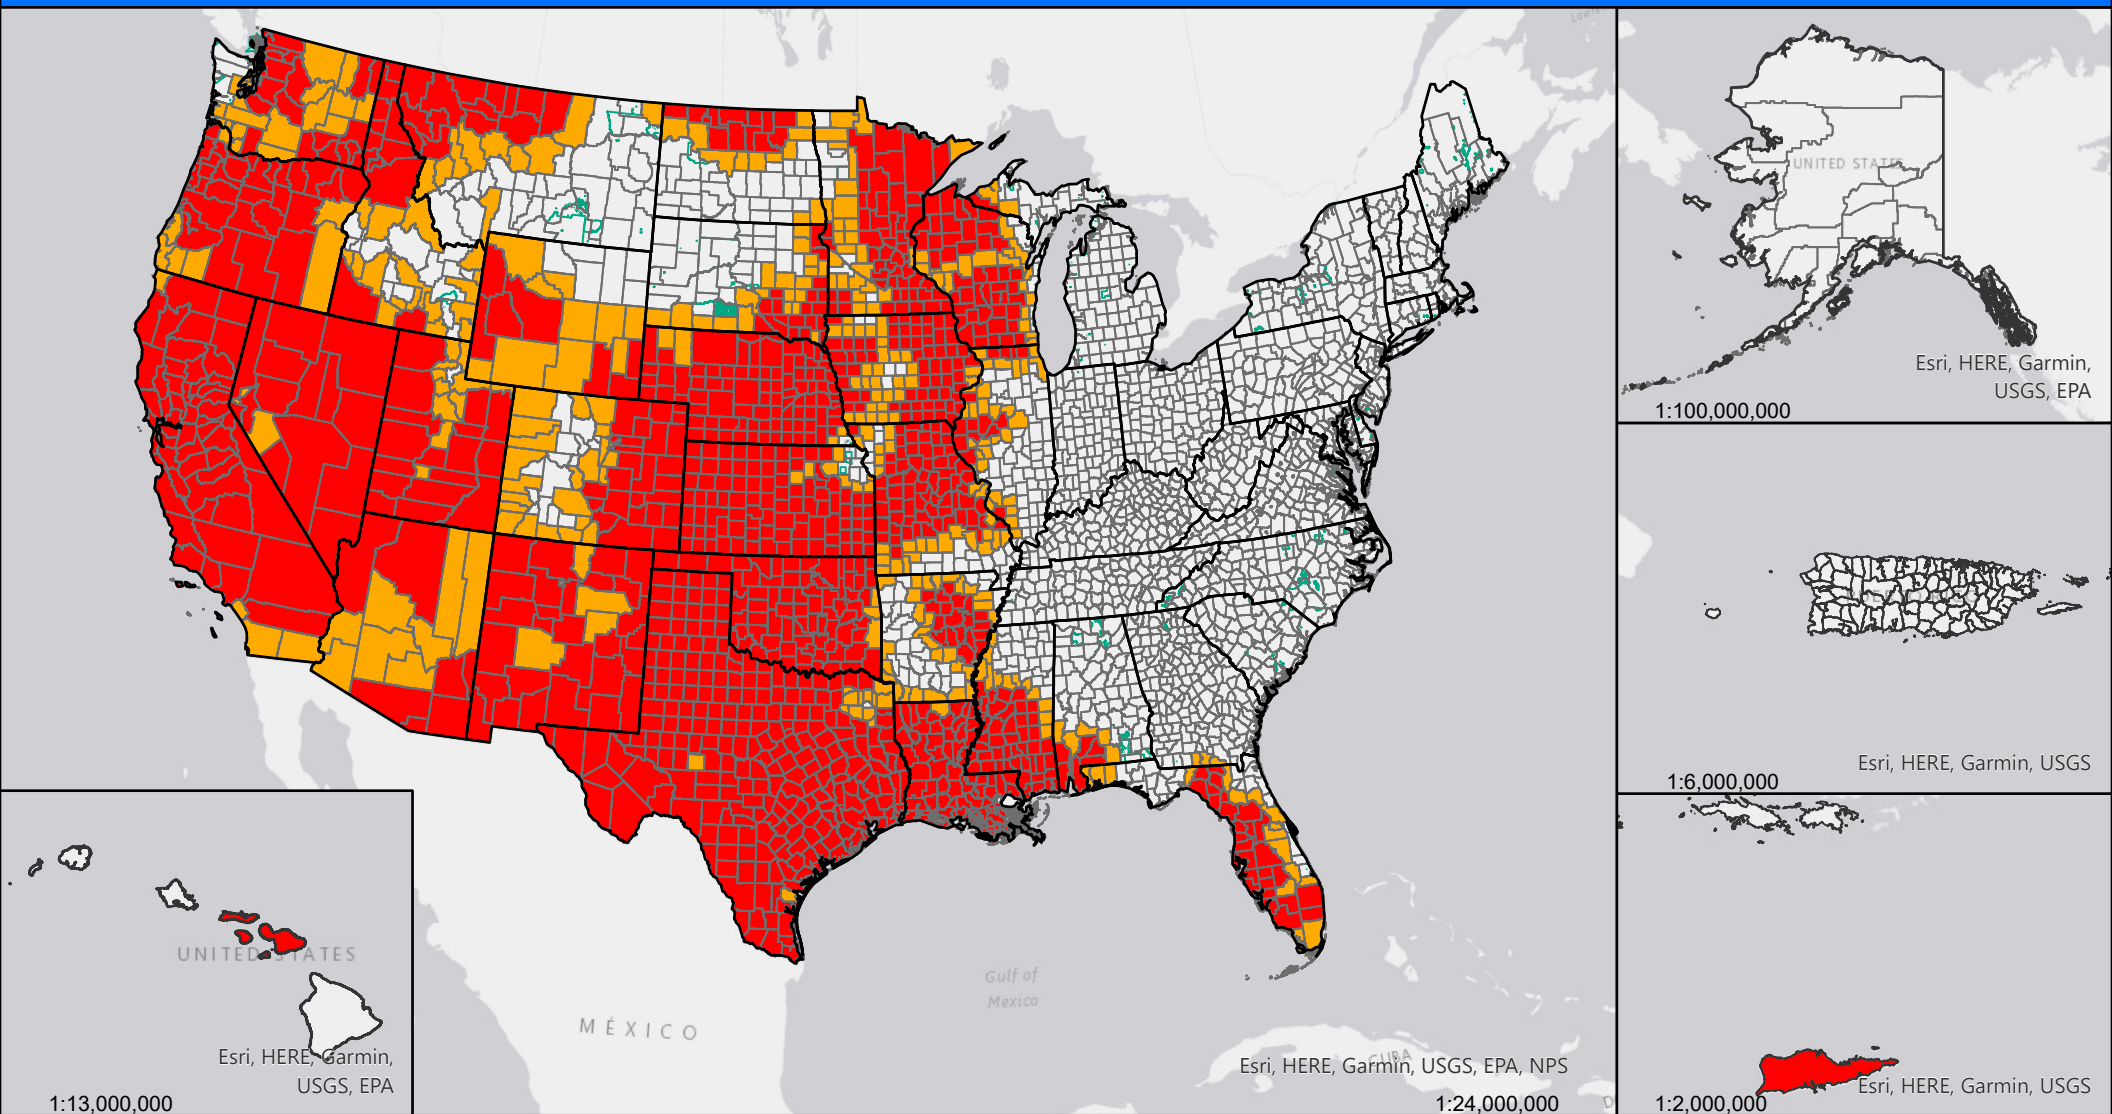 UNITED STATES
Esri, HERE, Garmin,
USGS, EPA
1:100,000,000
Esri, HERE, Garmin, USGS
1:6,000,000
UNITED STATES
Esri, HERE, Garmin,
USGS, EPA
1:13,000,000
MÉXICO
Gulf of
Mexico
CUBA
Esri, HERE, Garmin, USGS, EPA, NPS
1:24,000,000
Esri, HERE, Garmin, USGS
1:2,000,000